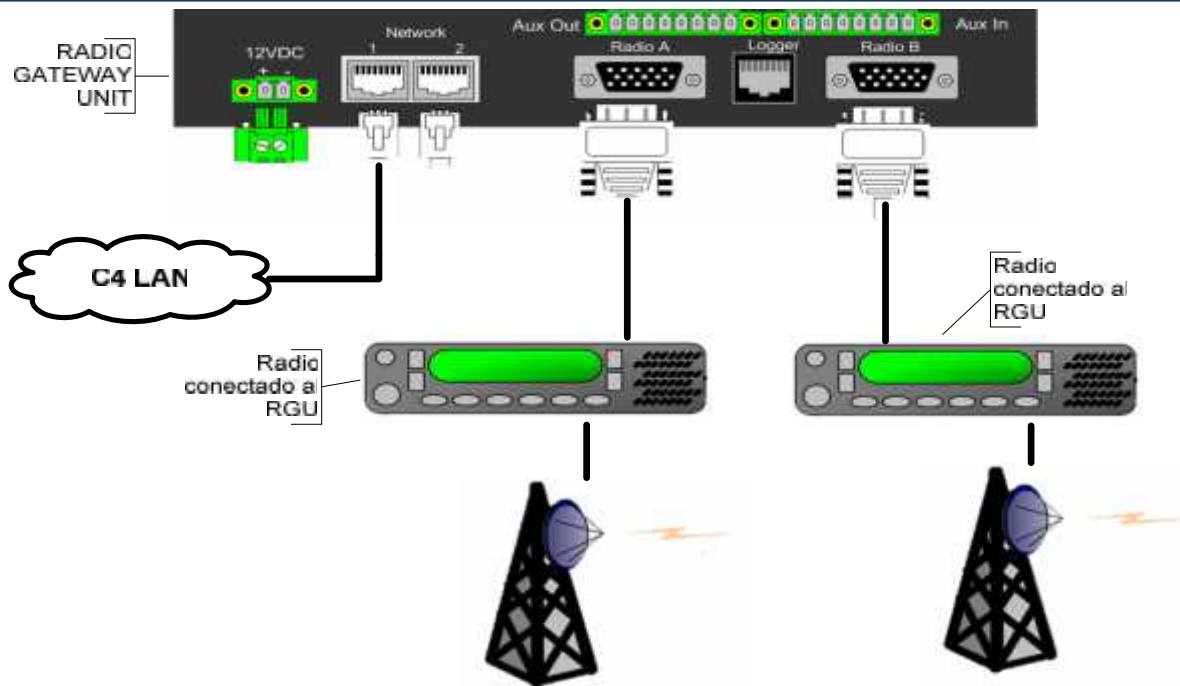 Aux Out
Aux In
Network
1 2
Radio A
Logger
Radio B
RADIO
GATEWAY
UNIT
12VDC
+ -
C4 LAN
Radio
conectado al
RGU
Radio
conectado al
RGU